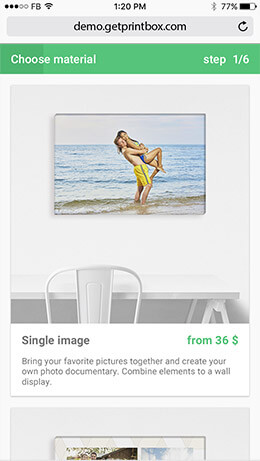 FB 1:20 PM 77%
demo.getprintbox.com
Choose material step 1/6
Single image from 36 $
Bring your favorite pictures together and create your
own photo documentary. Combine elements to a wall
display.